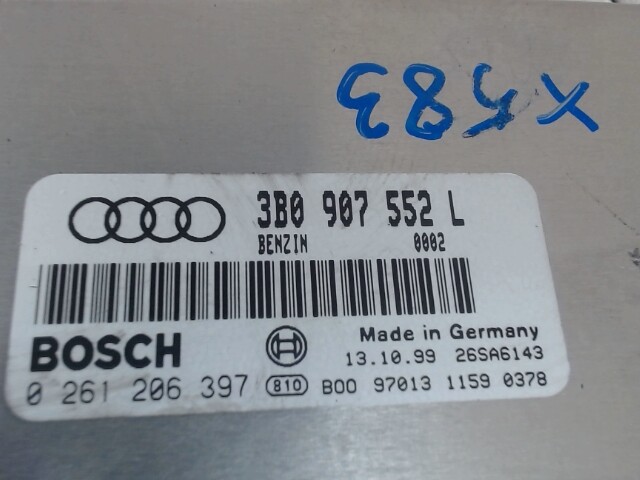 X583
3B0 907 552 L
BENZIN 0002
BOSCH
Made in Germany
13.10.99 26SA6143
0 261 206 397 810 B00 97013 1159 0378